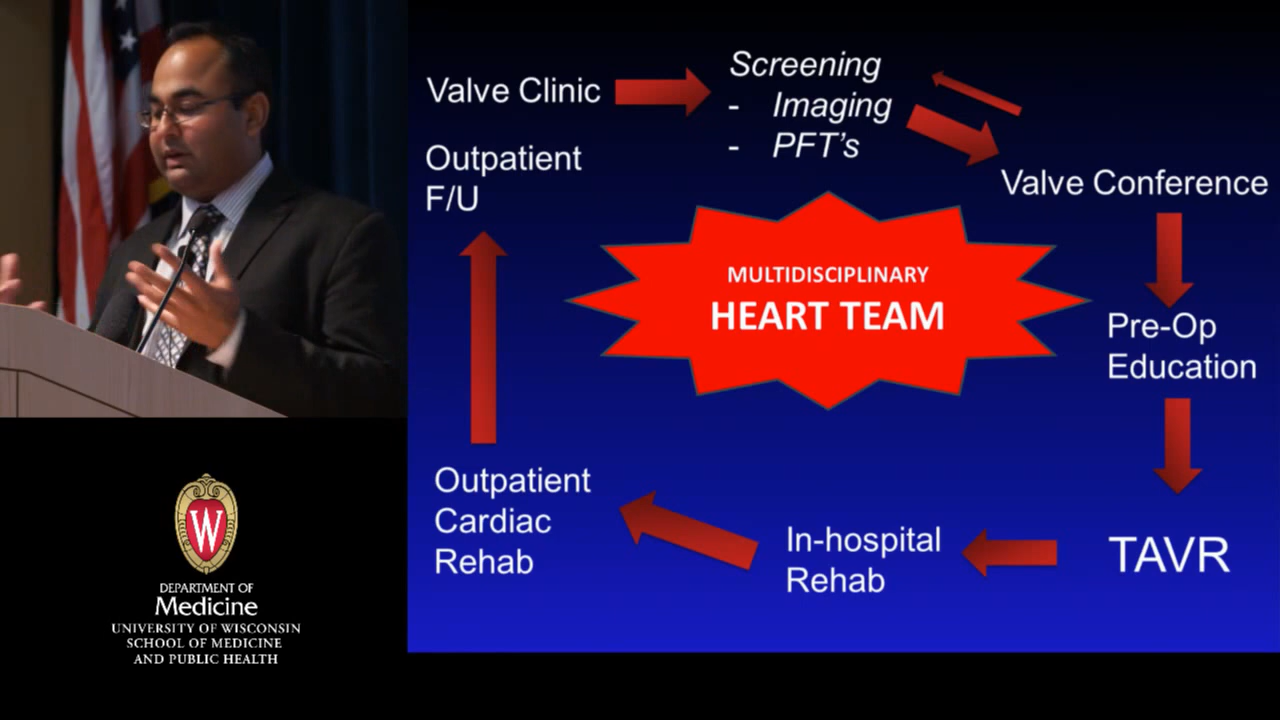 Valve Clinic
Screening
- Imaging
- PFT's
Valve Conference
Outpatient
F/U
MULTIDISCIPLINARY
HEART TEAM
Pre-Op
Education
Outpatient
Cardiac
Rehab
In-hospital
Rehab
TAVR
W
DEPARTMENT OF
Medicine
UNIVERSITY OF WISCONSIN
SCHOOL OF MEDICINE
AND PUBLIC HEALTH